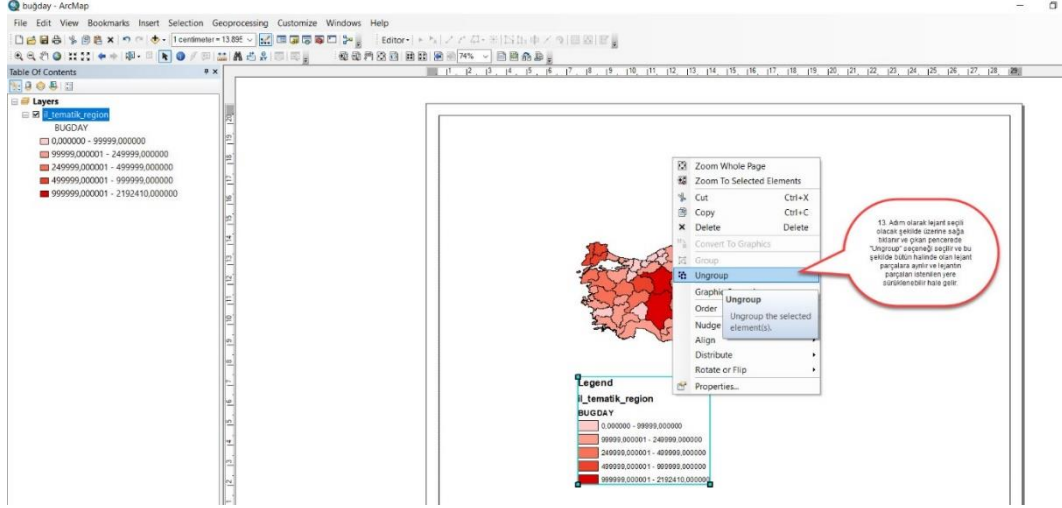 buğday - ArcMap
File Edit View Bookmarks Insert Selection Geoprocessing Customize Windows Help
1 centimeter = 13.895
Editor
74%
Table Of Contents
Layers
il_tematik_region
BUGDAY
0,000000 - 99999,000000
99999,000001 - 249999,000000
249999,000001 - 499999,000000
499999,000001 - 999999,000000
999999,000001 - 2192410,000000
Zoom Whole Page
Zoom To Selected Elements
Cut Ctrl+X
Copy Ctrl+C
Delete Delete
Convert To Graphics
Group
Ungroup
Graphic
Order
Nudge
Align
Distribute
Rotate or Flip
Properties...
Ungroup
Ungroup the selected
element(s).
13. Adım olarak lejant seçili
olacak şekilde üzerine sağa
tıklanır ve çıkan pencerede
"Ungroup" seçeneği seçilir ve bu
şekilde bütün halinde olan lejant
parçalara ayrılır ve lejantın
parçaları istenilen yere
sürüklenebilir hale gelir.
Legend
il_tematik_region
BUGDAY
0,000000 - 99999,000000
99999,000001 - 249999,000000
249999,000001 - 499999,000000
499999,000001 - 999999,000000
999999,000001 - 2192410,000000